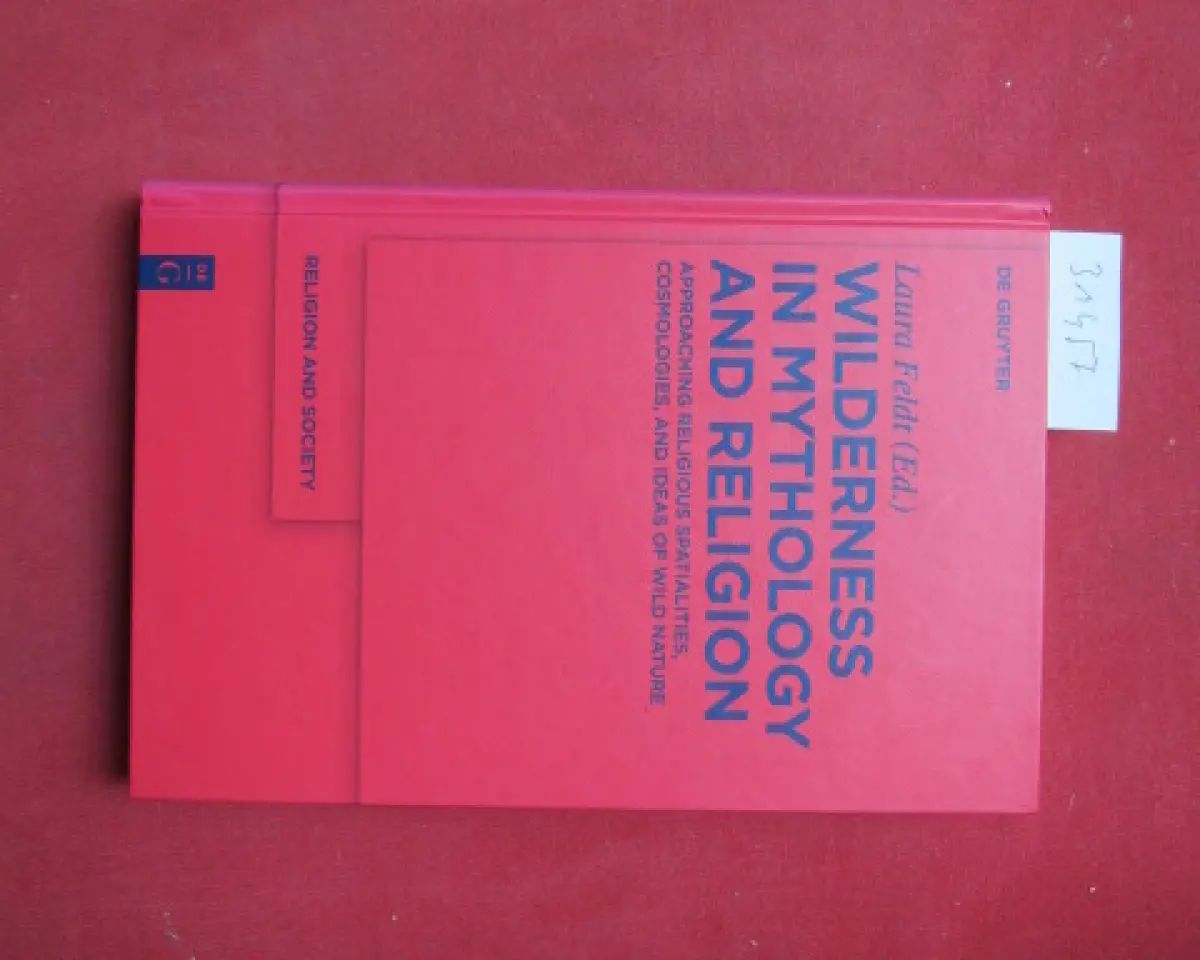 31457
DE GRUYTER
Laura Feldt (Ed.)
WILDERNESS
IN MYTHOLOGY
AND RELIGION
APPROACHING RELIGIOUS SPATIALITIES,
COSMOLOGIES, AND IDEAS OF WILD NATURE
RELIGION AND SOCIETY
DE
G